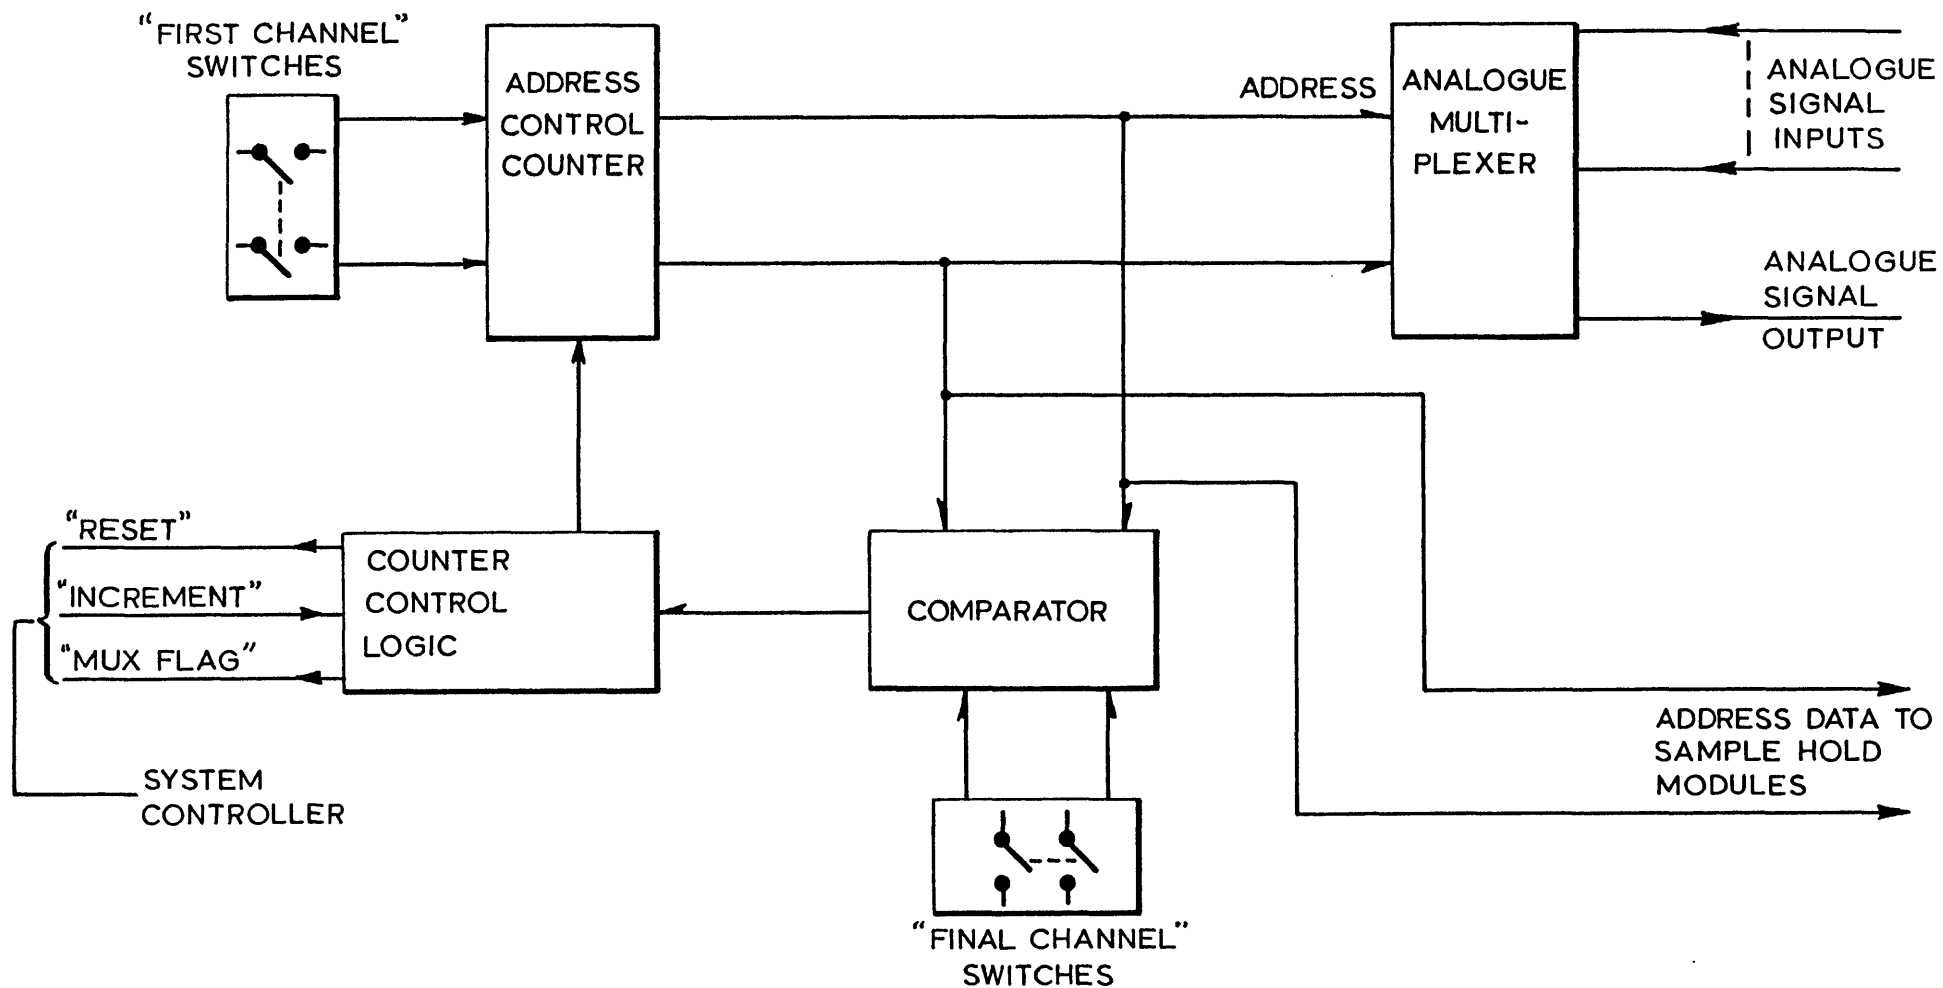 “FIRST CHANNEL”
SWITCHES
ADDRESS
CONTROL
COUNTER
ADDRESS
ANALOGUE
MULTI-
PLEXER
ANALOGUE
SIGNAL
INPUTS
ANALOGUE
SIGNAL
OUTPUT
“RESET”
“INCREMENT”
“MUX FLAG”
COUNTER
CONTROL
LOGIC
COMPARATOR
SYSTEM
CONTROLLER
ADDRESS DATA TO
SAMPLE HOLD
MODULES
“FINAL CHANNEL”
SWITCHES